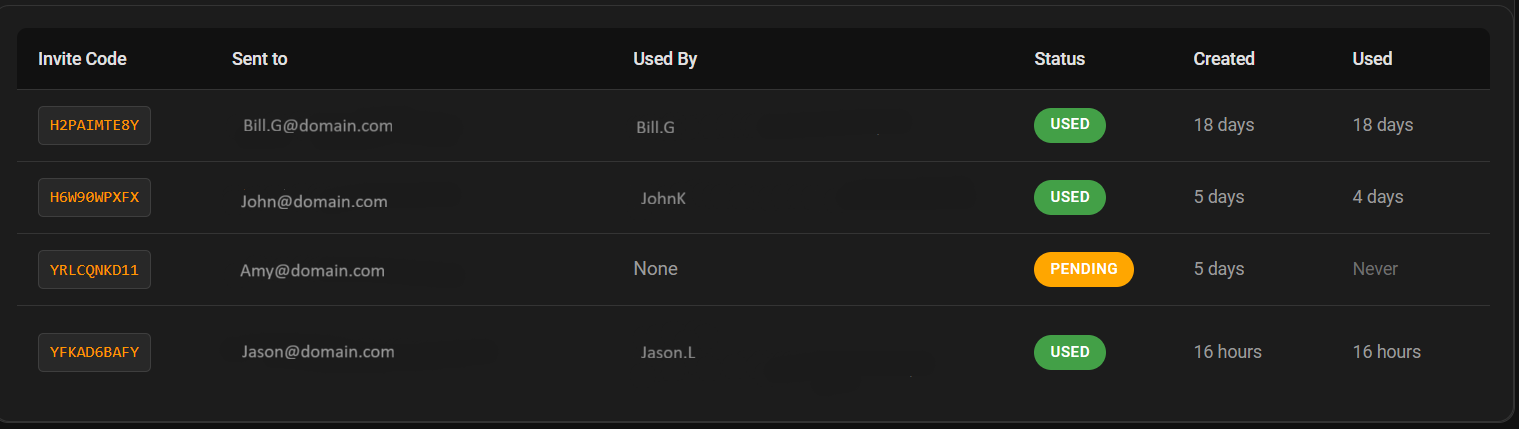 Invite Code Sent to Used By Status Created Used
H2PAIMTE8Y Bill.G@domain.com Bill.G USED 18 days 18 days
H6W90WPXFX John@domain.com JohnK USED 5 days 4 days
YRLCQNKD11 Amy@domain.com None PENDING 5 days Never
YFKAD6BAFY Jason@domain.com Jason.L USED 16 hours 16 hours